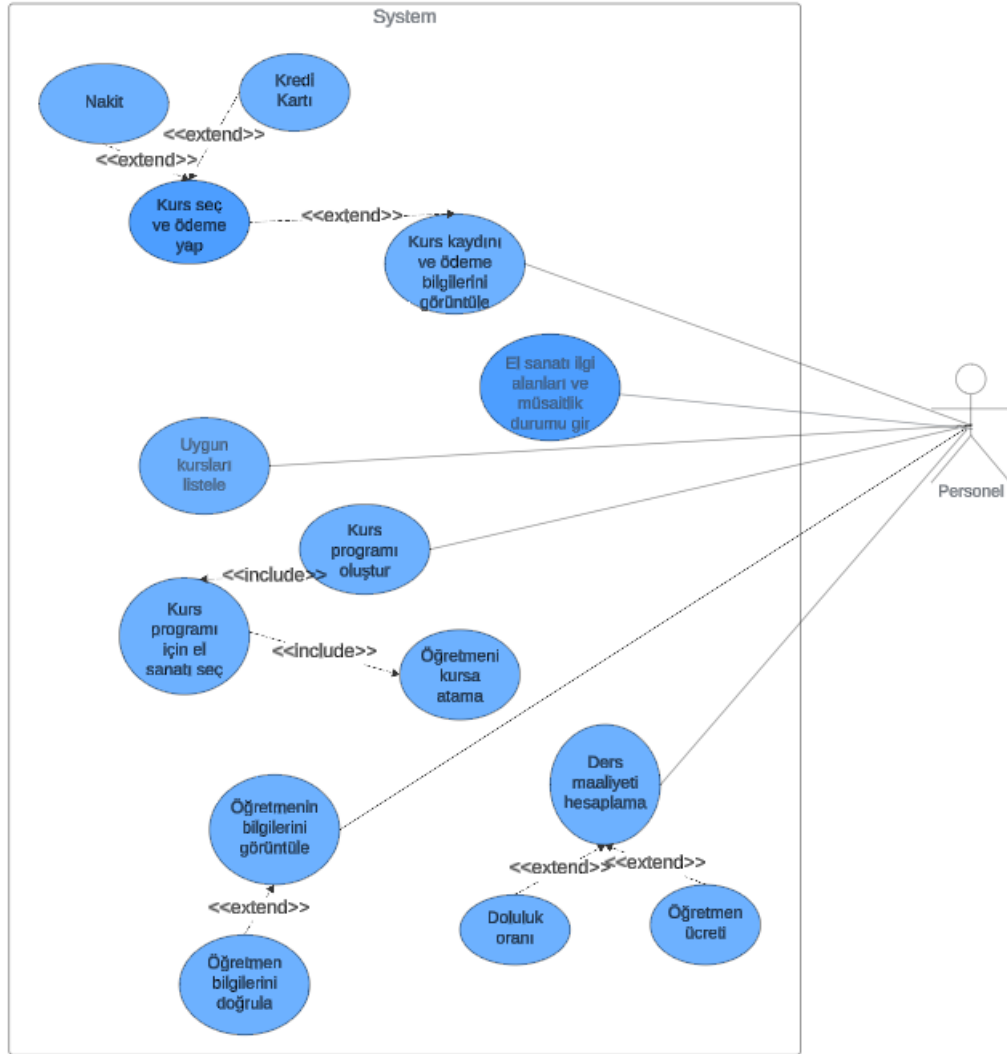 System
Nakit
Kredi
Kartı
<<extend>>
<<extend>>
Kurs seç
ve ödeme
yap
<<extend>>
Kurs kaydını
ve ödeme
bilgilerini
görüntüle
El sanatı ilgi
alanları ve
müsaitlik
durumu gir
Uygun
kursları
listele
Personel
Kurs
programı
oluştur
<<include>>
Kurs
programı
için el
sanatı seç
<<include>>
Öğretmeni
kursa
atama
Ders
maaliyeti
hesaplama
Öğretmenin
bilgilerini
görüntüle
<<extend>>
<<extend>>
<<extend>>
Doluluk
oranı
Öğretmen
ücreti
Öğretmen
bilgilerini
doğrula